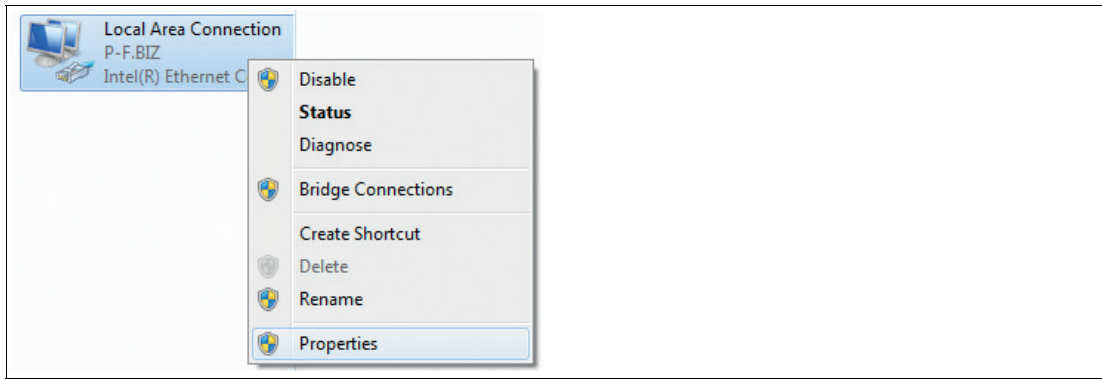 Local Area Connection
P-F.BIZ
Intel(R) Ethernet C
Disable
Status
Diagnose
Bridge Connections
Create Shortcut
Delete
Rename
Properties